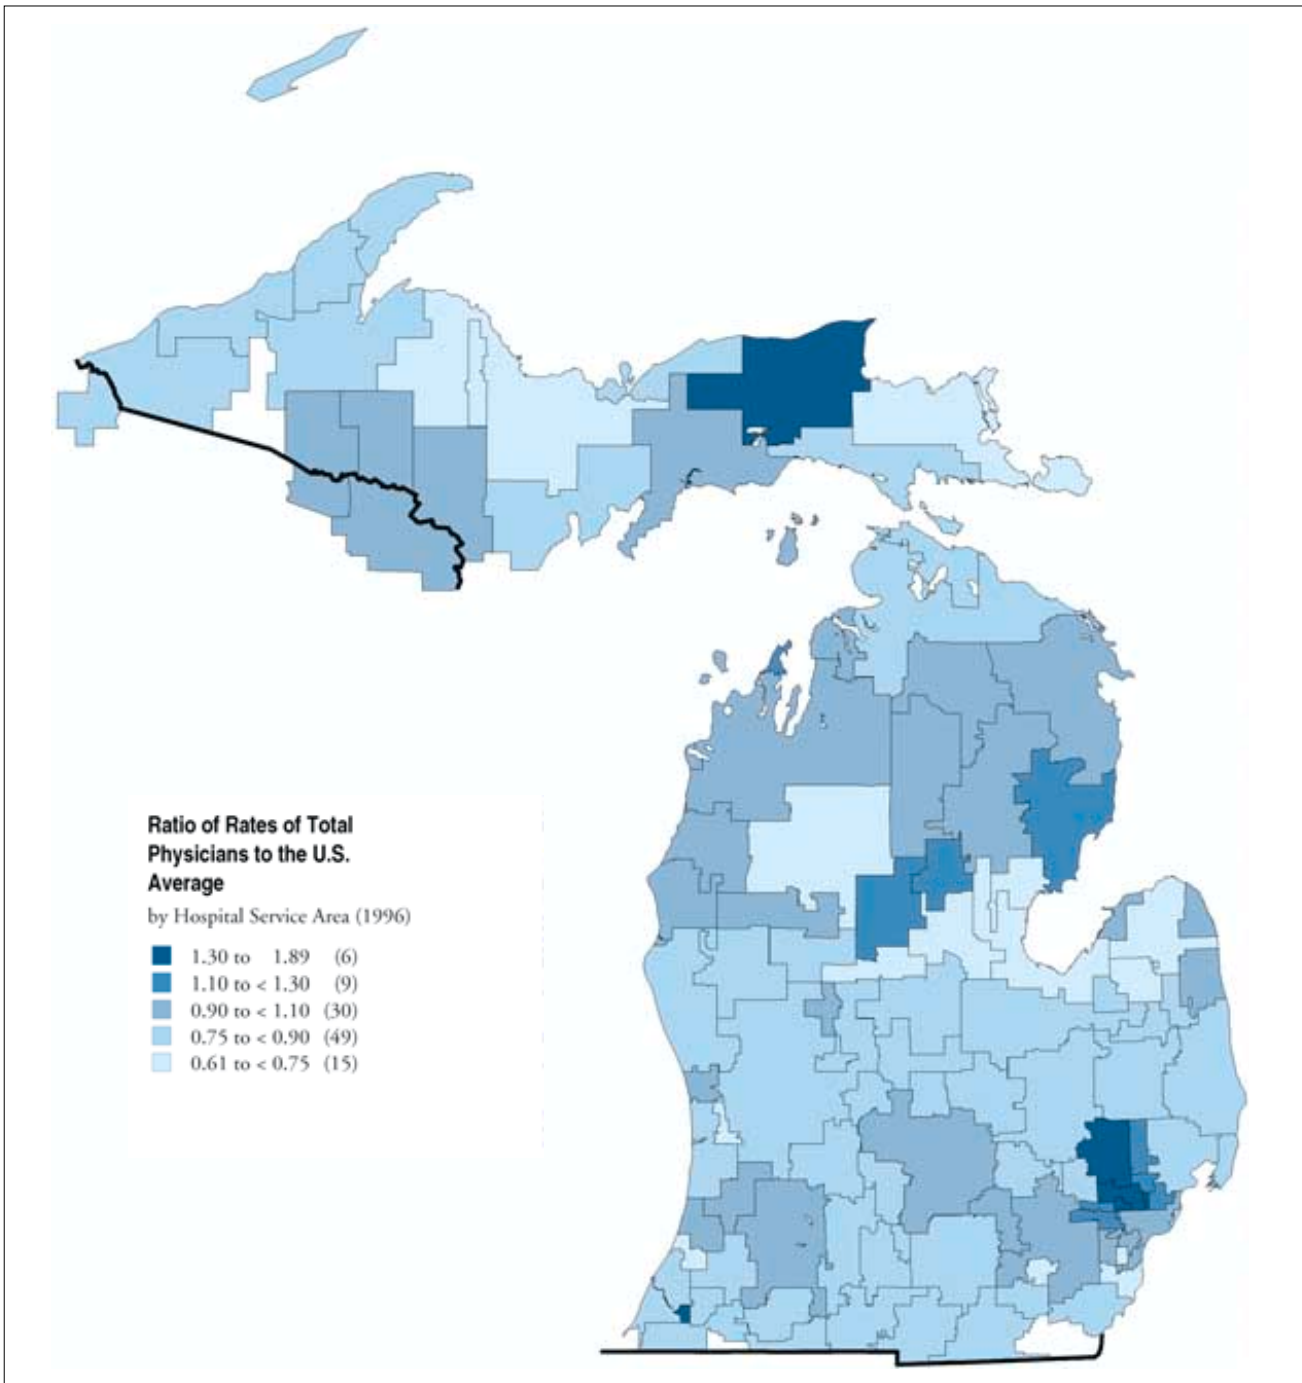 Ratio of Rates of Total
Physicians to the U.S.
Average
by Hospital Service Area (1996)
1.30 to 1.89 (6)
1.10 to < 1.30 (9)
0.90 to < 1.10 (30)
0.75 to < 0.90 (49)
0.61 to < 0.75 (15)